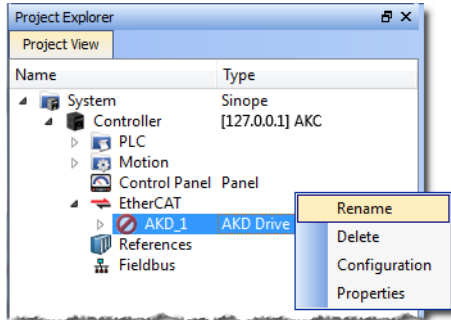 Project Explorer
Project View
Name Type
System Sinope
Controller [127.0.0.1] AKC
PLC
Motion
Control Panel Panel
EtherCAT
AKD_1 AKD Drive
References
Fieldbus
Rename
Delete
Configuration
Properties